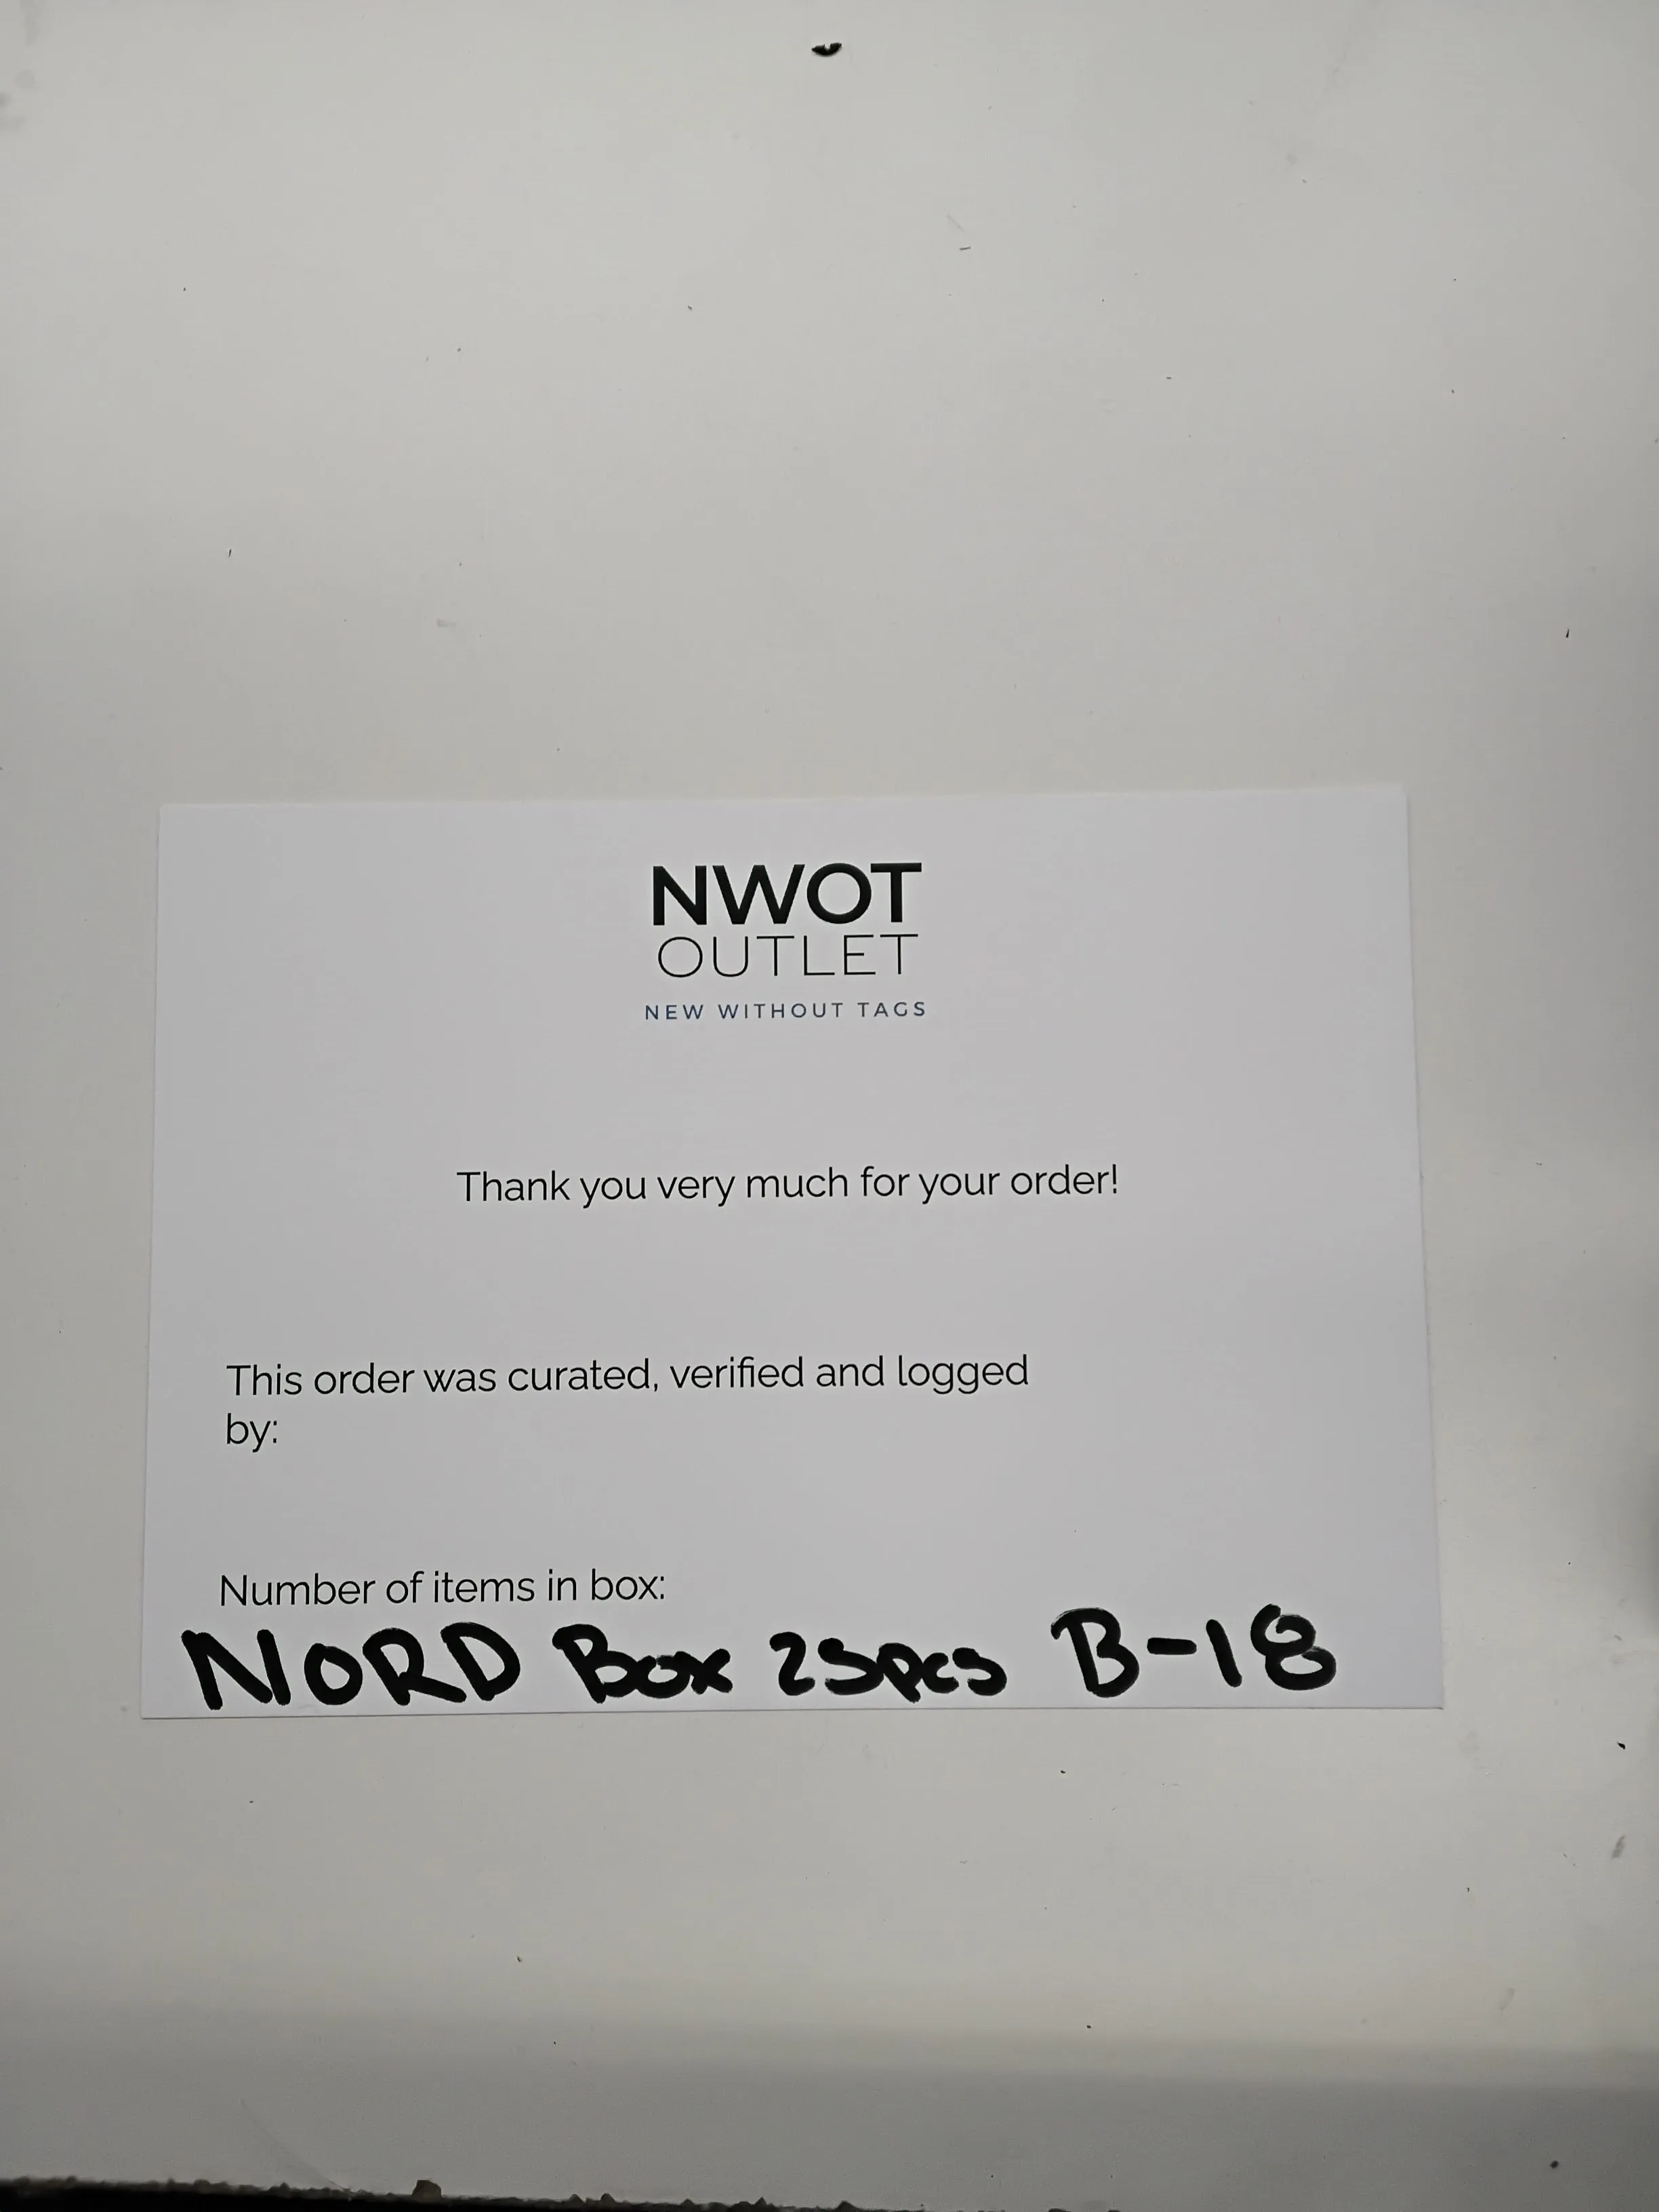 NWOT
OUTLET
NEW WITHOUT TAGS
Thank you very much for your order!
This order was curated, verified and logged
by:
Number of items in box:
NORD Box 25pcs B-18